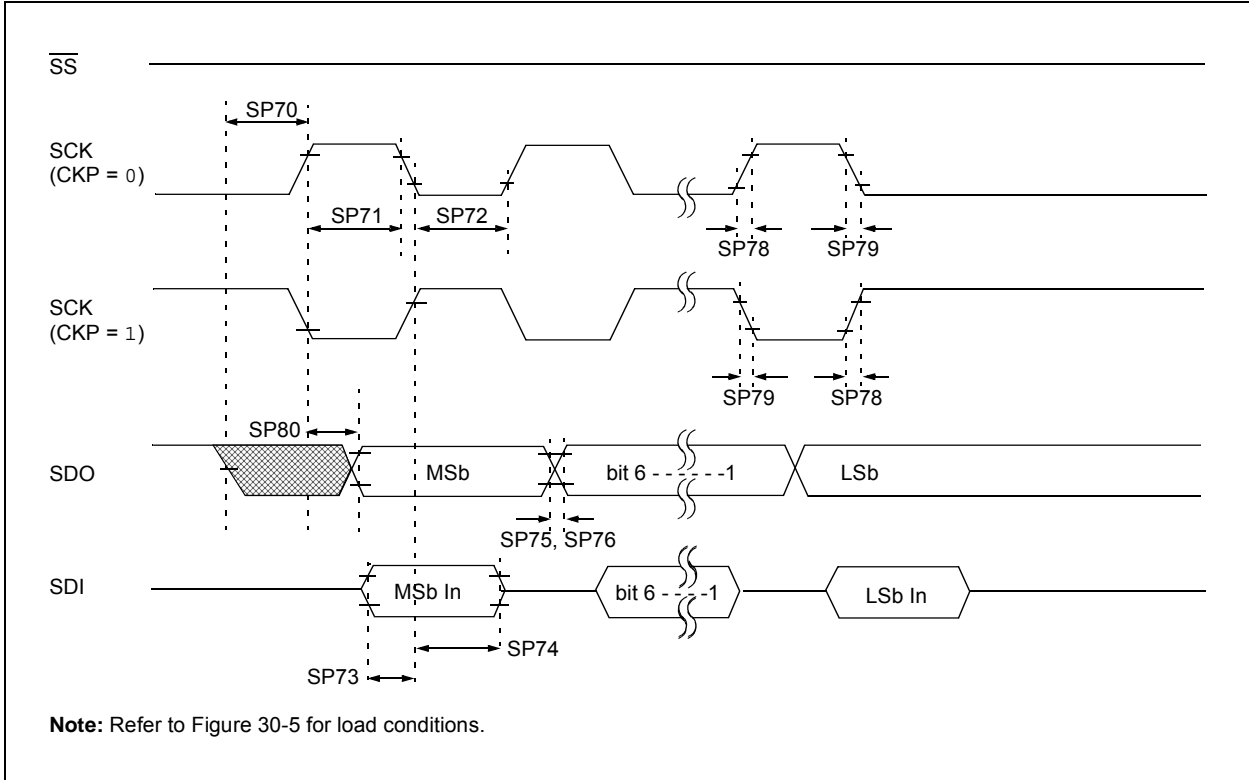 SS
SP70
SCK
(CKP = 0)
SP71
SP72
SP78
SP79
SCK
(CKP = 1)
SP79
SP78
SP80
SDO
MSb
bit 6 - - - - - -1
LSb
SP75, SP76
SDI
MSb In
bit 6 - - - - -1
LSb In
SP74
SP73
Note: Refer to Figure 30-5 for load conditions.